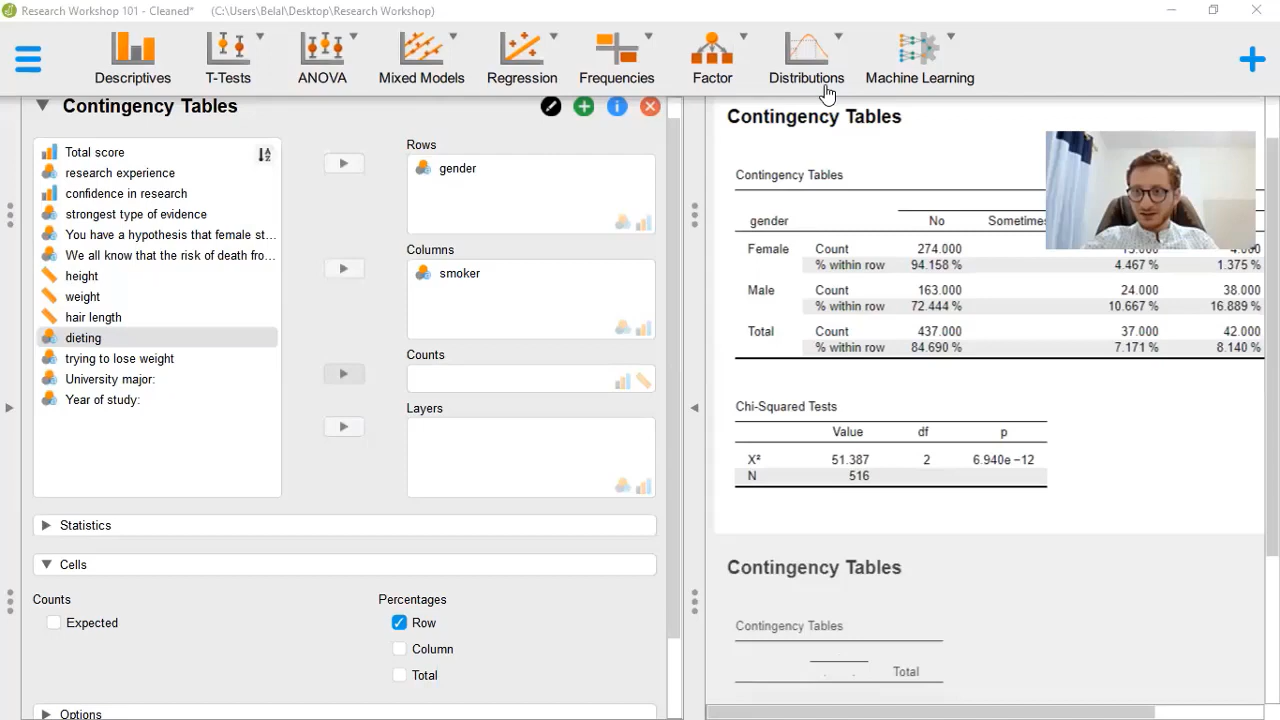 Research Workshop 101 - Cleaned* (C:\Users\Belal\Desktop\Research Workshop)
Descriptives T-Tests ANOVA Mixed Models Regression Frequencies Factor Distributions Machine Learning
Contingency Tables
Total score
research experience
confidence in research
strongest type of evidence
You have a hypothesis that female st...
We all know that the risk of death fro...
height
weight
hair length
dieting
trying to lose weight
University major:
Year of study:
Rows
gender
Columns
smoker
Counts
Layers
Statistics
Cells
Counts
Expected
Percentages
Row
Column
Total
Options
Contingency Tables
Contingency Tables
gender No Sometimes
Female Count 274.000
% within row 94.158 % 4.467 % 1.375 %
Male Count 163.000 24.000 38.000
% within row 72.444 % 10.667 % 16.889 %
Total Count 437.000 37.000 42.000
% within row 84.690 % 7.171 % 8.140 %
Chi-Squared Tests
Value df p
X² 51.387 2 6.940e −12
N 516
Contingency Tables
Contingency Tables
. . Total